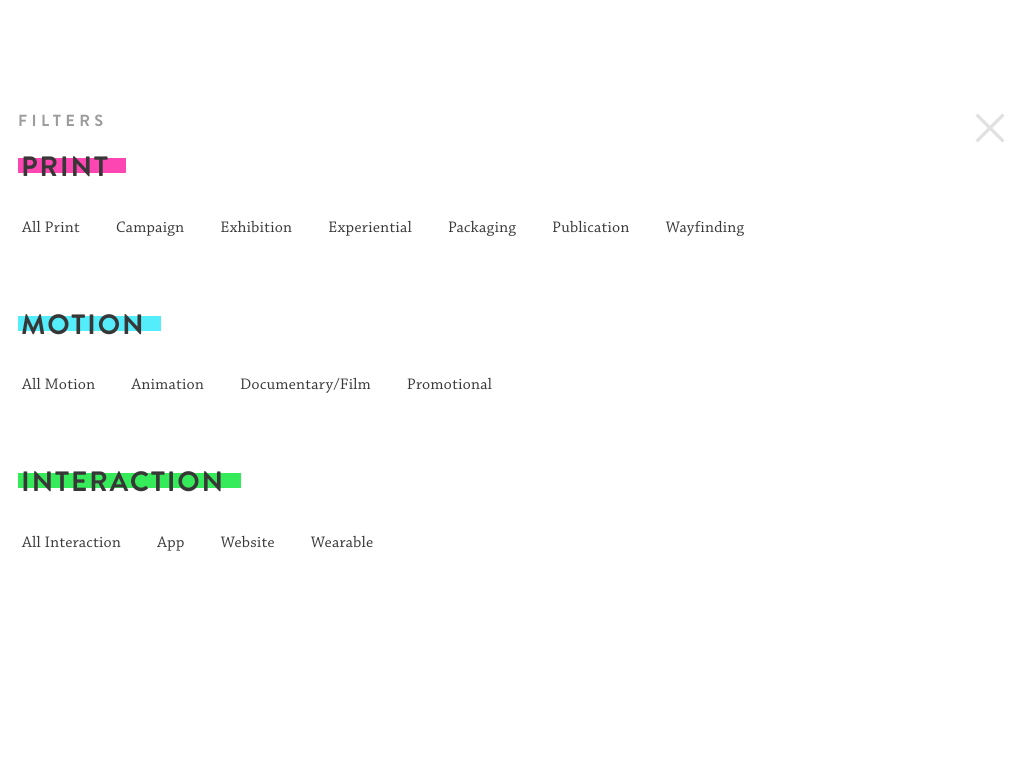 FILTERS
PRINT
All Print Campaign Exhibition Experiential Packaging Publication Wayfinding
MOTION
All Motion Animation Documentary/Film Promotional
INTERACTION
All Interaction App Website Wearable